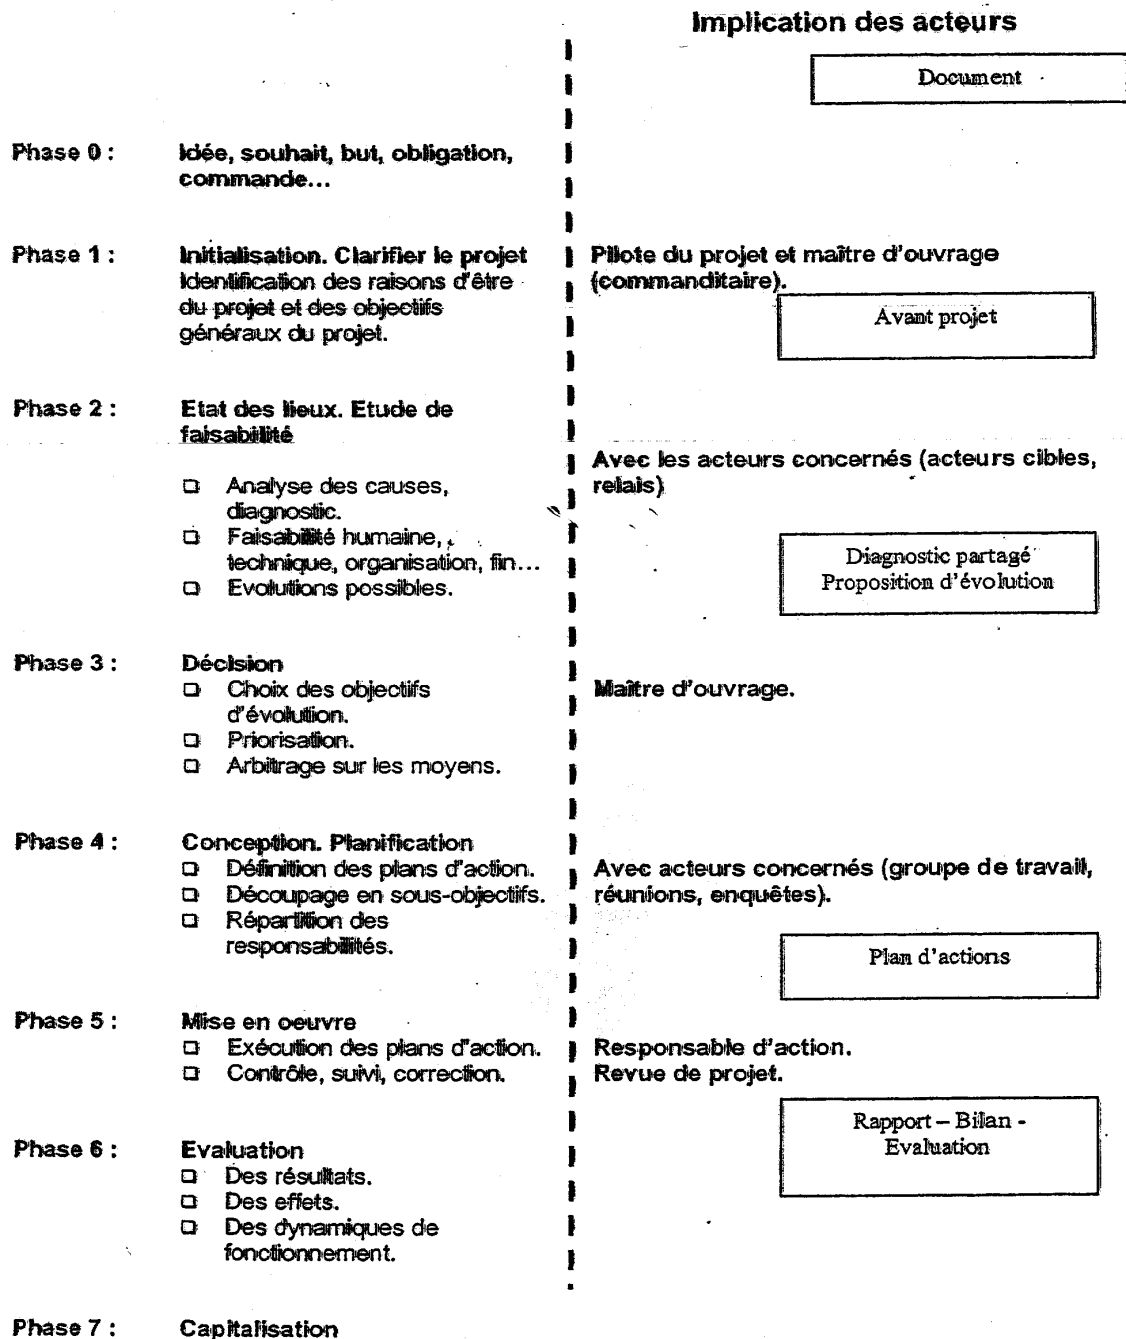 Implication des acteurs
Document
Phase 0 : Idée, souhait, but, obligation,
commande...
Phase 1 : Initialisation. Clarifier le projet
Identification des raisons d'être
du projet et des objectifs
généraux du projet.
Pilote du projet et maître d'ouvrage
(commanditaire).
Avant projet
Phase 2 : Etat des lieux. Etude de
faisabilité
❑ Analyse des causes,
diagnostic.
❑ Faisabilité humaine,
technique, organisation, fin...
❑ Evolutions possibles.
Avec les acteurs concernés (acteurs cibles,
relais)
Diagnostic partagé
Proposition d'évolution
Phase 3 : Décision
❑ Choix des objectifs
d'évolution.
❑ Priorisation.
❑ Arbitrage sur les moyens.
Maître d'ouvrage.
Phase 4 : Conception. Planification
❑ Définition des plans d'action.
❑ Découpage en sous-objectifs.
❑ Répartition des
responsabilités.
Avec acteurs concernés (groupe de travail,
réunions, enquêtes).
Plan d'actions
Phase 5 : Mise en oeuvre
❑ Exécution des plans d'action.
❑ Contrôle, suivi, correction.
Responsable d'action.
Revue de projet.
Rapport – Bilan -
Evaluation
Phase 6 : Evaluation
❑ Des résultats.
❑ Des effets.
❑ Des dynamiques de
fonctionnement.
Phase 7 : Capitalisation